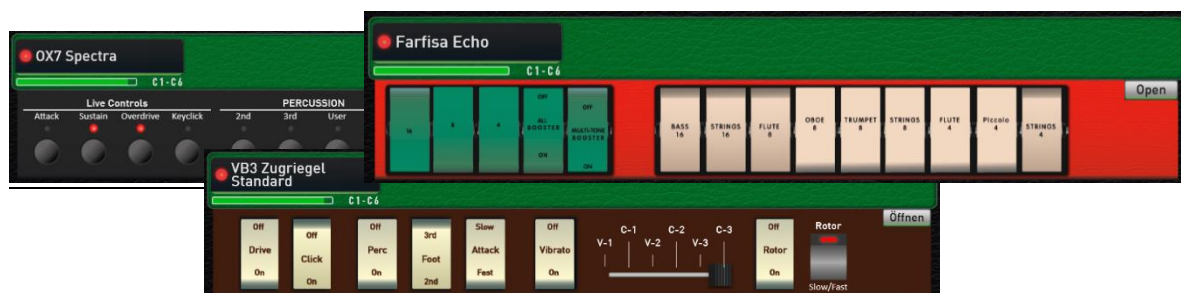 OX7 Spectra
C1-C6
Live Controls PERCUSSION
Attack Sustain Overdrive Keyclick 2nd 3rd User
Farfisa Echo
C1-C6
Open
16 8 4 OFF ALL BOOSTER ON OFF MULTI-TONE BOOSTER ON
BASS 16 STRINGS 16 FLUTE 8 OBOE 8 TRUMPET 8 STRINGS 8 FLUTE 4 Piccolo 4 STRINGS 4
VB3 Zugriegel
Standard
C1-C6
Öffnen
Off Off Off 3rd Slow Off C-1 C-2 C-3 Off Rotor
Drive Click Perc Foot Attack Vibrato V-1 V-2 V-3 Rotor
On On On 2nd Fast On On Slow/Fast